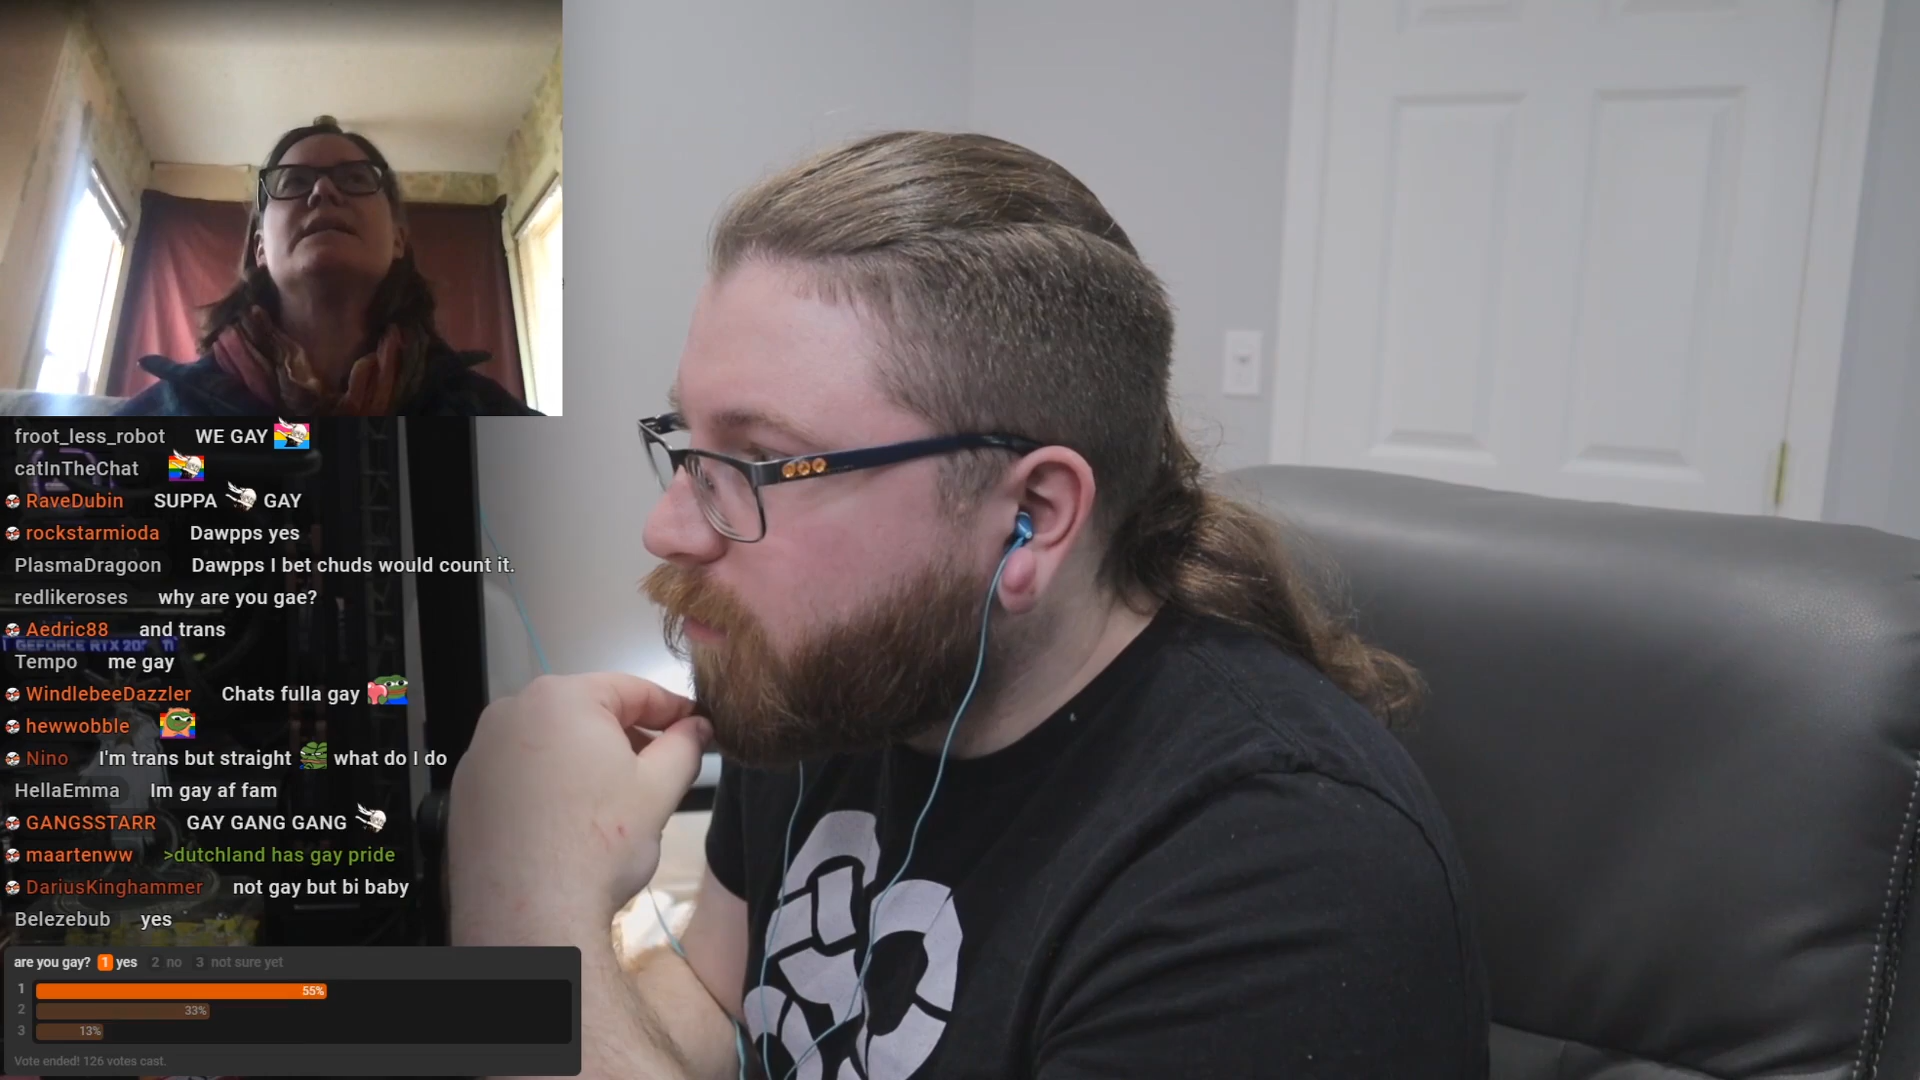 froot_less_robot WE GAY
catInTheChat
RaveDubin SUPPA GAY
rockstarmioda Dawpps yes
PlasmaDragoon Dawpps I bet chuds would count it.
redlikeroses why are you gae?
Aedric88 and trans
GEFORCE RTX
Tempo me gay
WindlebeeDazzler Chats fulla gay
hewwobble
Nino I'm trans but straight what do I do
HellaEmma Im gay af fam
GANGSSTARR GAY GANG GANG
maartenww >dutchland has gay pride
DariusKinghammer not gay but bi baby
Belezebub yes
are you gay? 1 yes 2 no 3 not sure yet
1 55%
2 33%
3 13%
Vote ended! 126 votes cast.